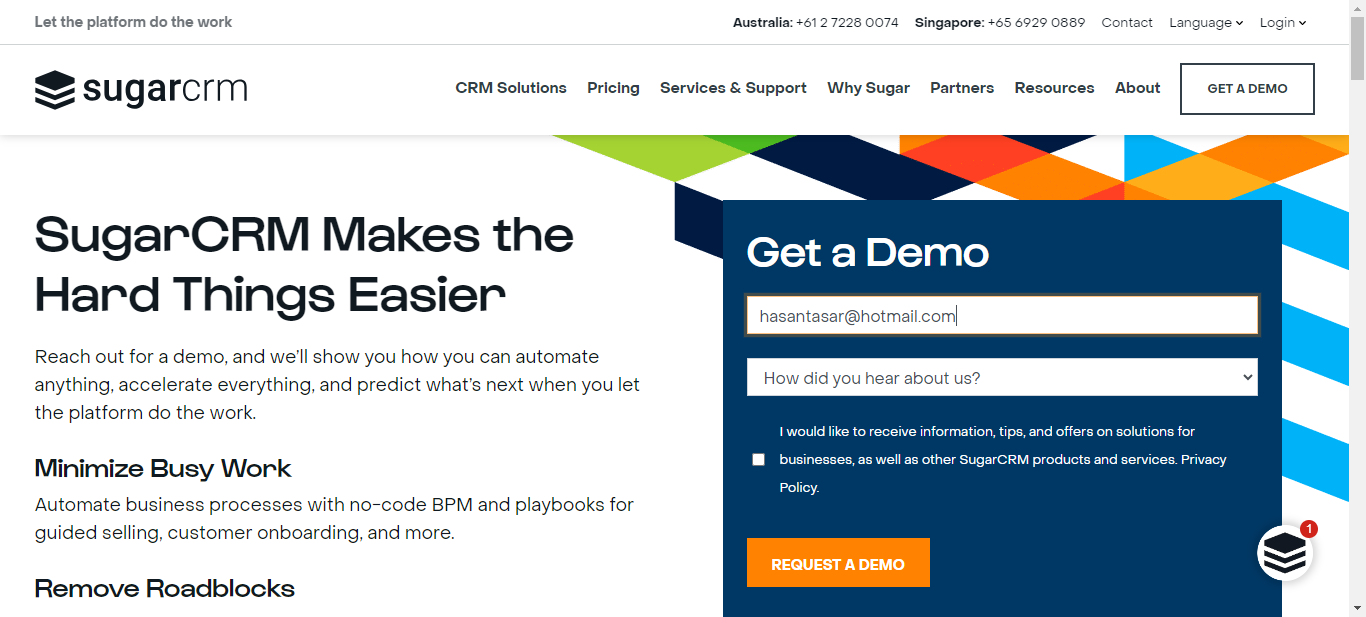 Let the platform do the work
Australia: +61 2 7228 0074 Singapore: +65 6929 0889 Contact Language Login
sugarcrm
CRM Solutions Pricing Services & Support Why Sugar Partners Resources About GET A DEMO
SugarCRM Makes the
Hard Things Easier
Reach out for a demo, and we’ll show you how you can automate
anything, accelerate everything, and predict what’s next when you let
the platform do the work.
Minimize Busy Work
Automate business processes with no-code BPM and playbooks for
guided selling, customer onboarding, and more.
Remove Roadblocks
Get a Demo
hasantasar@hotmail.com
How did you hear about us?
I would like to receive information, tips, and offers on solutions for
businesses, as well as other SugarCRM products and services. Privacy
Policy.
REQUEST A DEMO
1